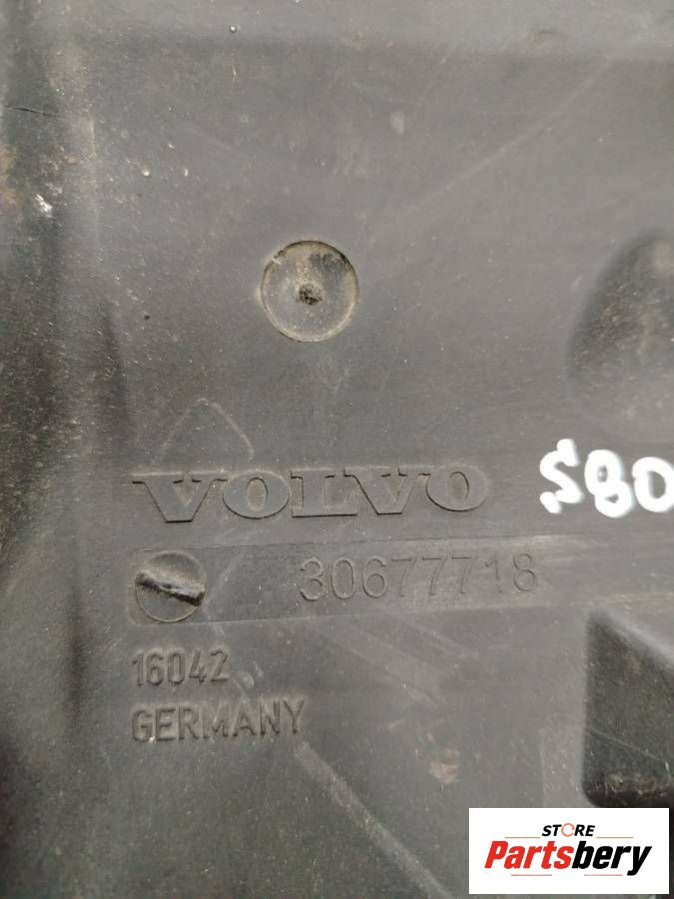 VOLVO
S80
30677718
16042
GERMANY
STORE
Partsbery